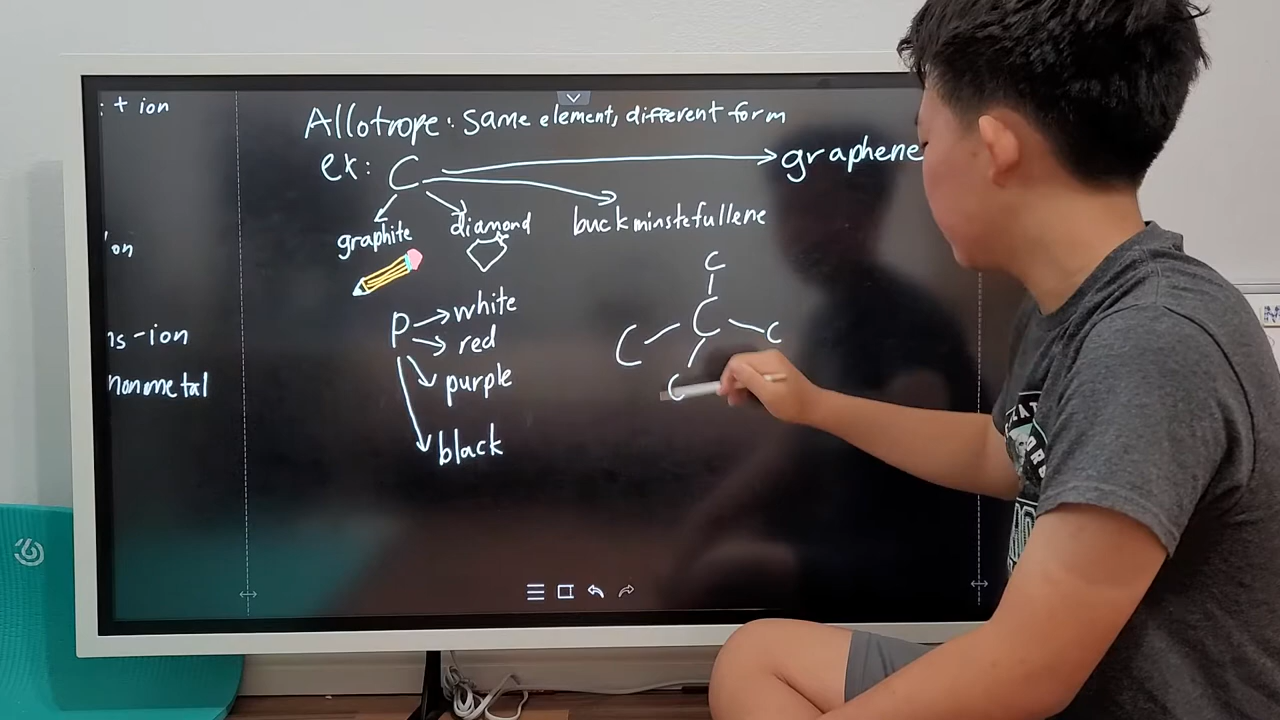 : + ion
on
ns - ion
nonmetal
Allotrope: same element, different form
ex: C
graphene
graphite
diamond
buckminstefullene
P
white
red
purple
black
C
C C C
C